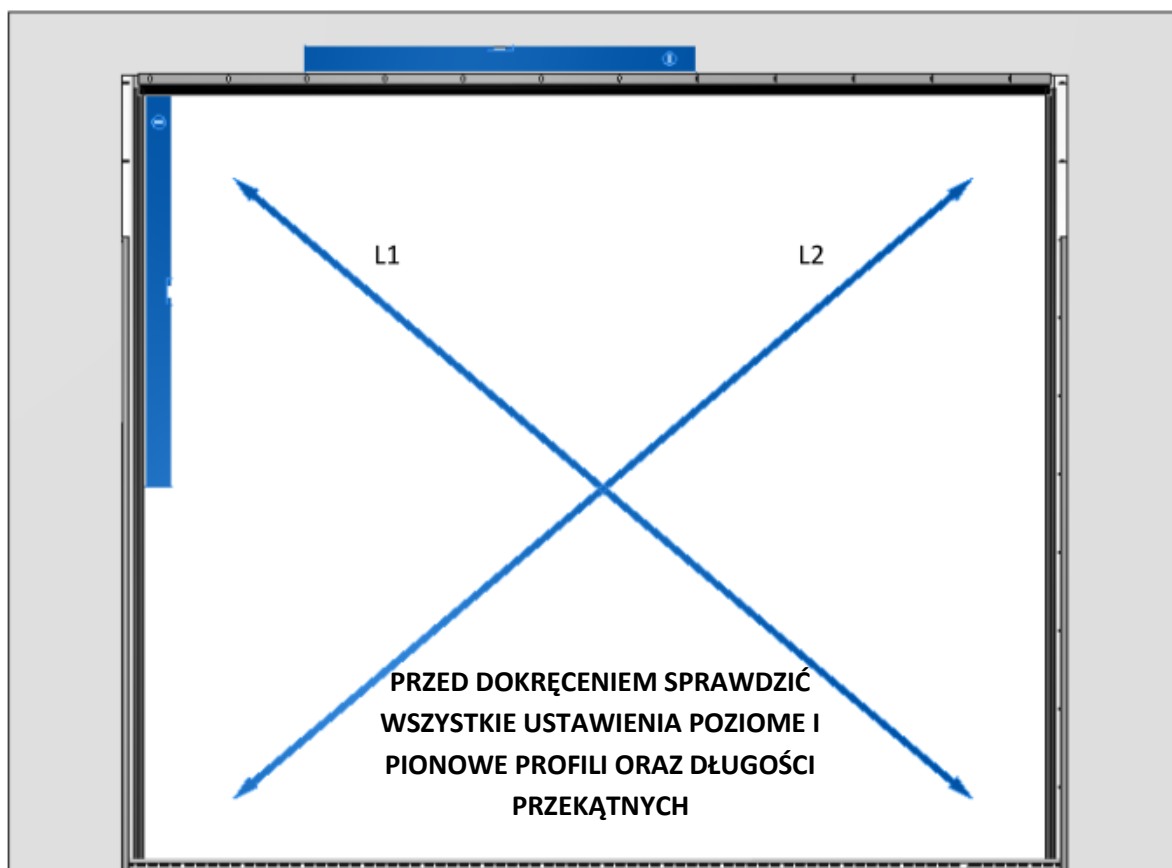 L1
L2
PRZED DOKRĘCENIEM SPRAWDZIĆ
WSZYSTKIE USTAWIENIA POZIOME I
PIONOWE PROFILI ORAZ DŁUGOŚCI
PRZEKĄTNYCH